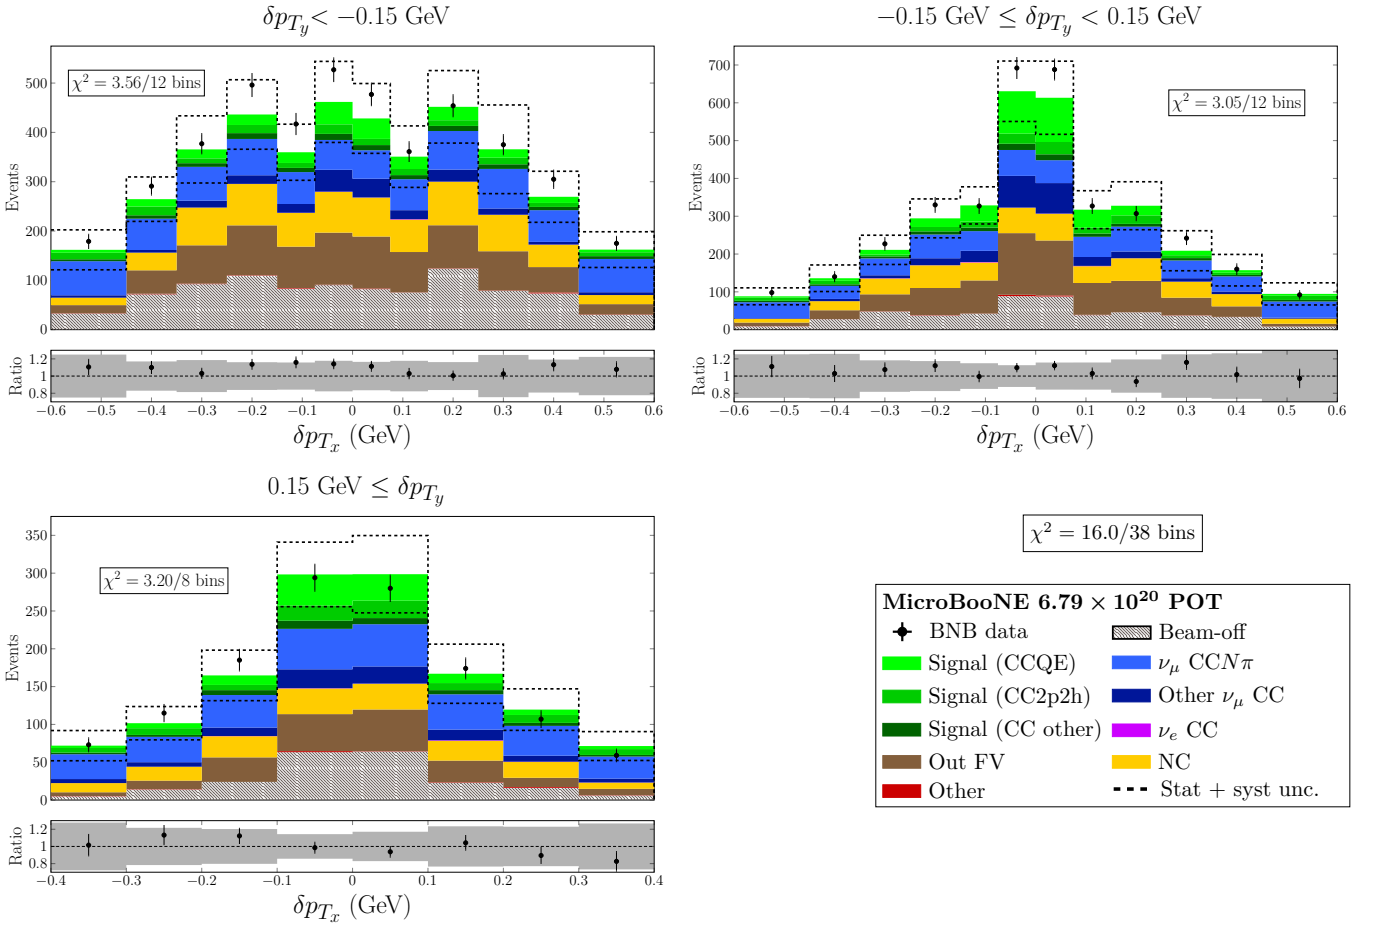 δp_{T_y} < −0.15 GeV
χ² = 3.56/12 bins
Events
500
400
300
200
100
0
Ratio
1.2
1
0.8
−0.6 −0.5 −0.4 −0.3 −0.2 −0.1 0 0.1 0.2 0.3 0.4 0.5 0.6
δp_{T_x} (GeV)
−0.15 GeV ≤ δp_{T_y} < 0.15 GeV
χ² = 3.05/12 bins
Events
700
600
500
400
300
200
100
0
Ratio
1.2
1
0.8
−0.6 −0.5 −0.4 −0.3 −0.2 −0.1 0 0.1 0.2 0.3 0.4 0.5 0.6
δp_{T_x} (GeV)
0.15 GeV ≤ δp_{T_y}
χ² = 3.20/8 bins
Events
350
300
250
200
150
100
50
0
Ratio
1.2
1
0.8
−0.4 −0.3 −0.2 −0.1 0 0.1 0.2 0.3 0.4
δp_{T_x} (GeV)
χ² = 16.0/38 bins
MicroBooNE 6.79 × 10²⁰ POT
BNB data Beam-off
Signal (CCQE) ν_μ CCNπ
Signal (CC2p2h) Other ν_μ CC
Signal (CC other) ν_e CC
Out FV NC
Other Stat + syst unc.